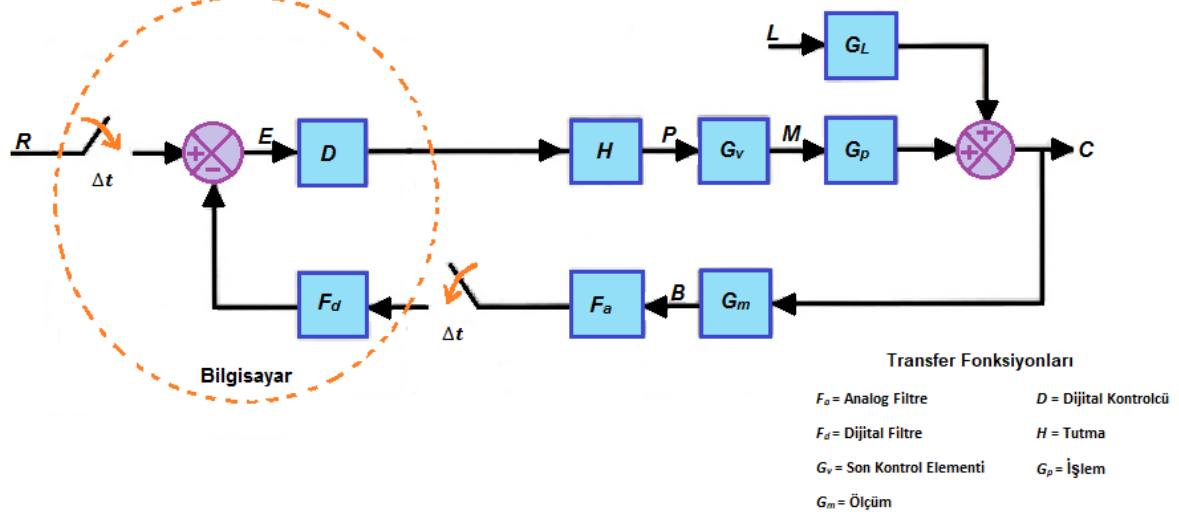 L
G_L
R
Δt
+
−
E
D
H
P
G_v
M
G_p
+
+
C
F_d
Δt
F_a
B
G_m
Bilgisayar
Transfer Fonksiyonları
F_a = Analog Filtre
D = Dijital Kontrolcü
F_d = Dijital Filtre
H = Tutma
G_v = Son Kontrol Elementi
G_p = İşlem
G_m = Ölçüm